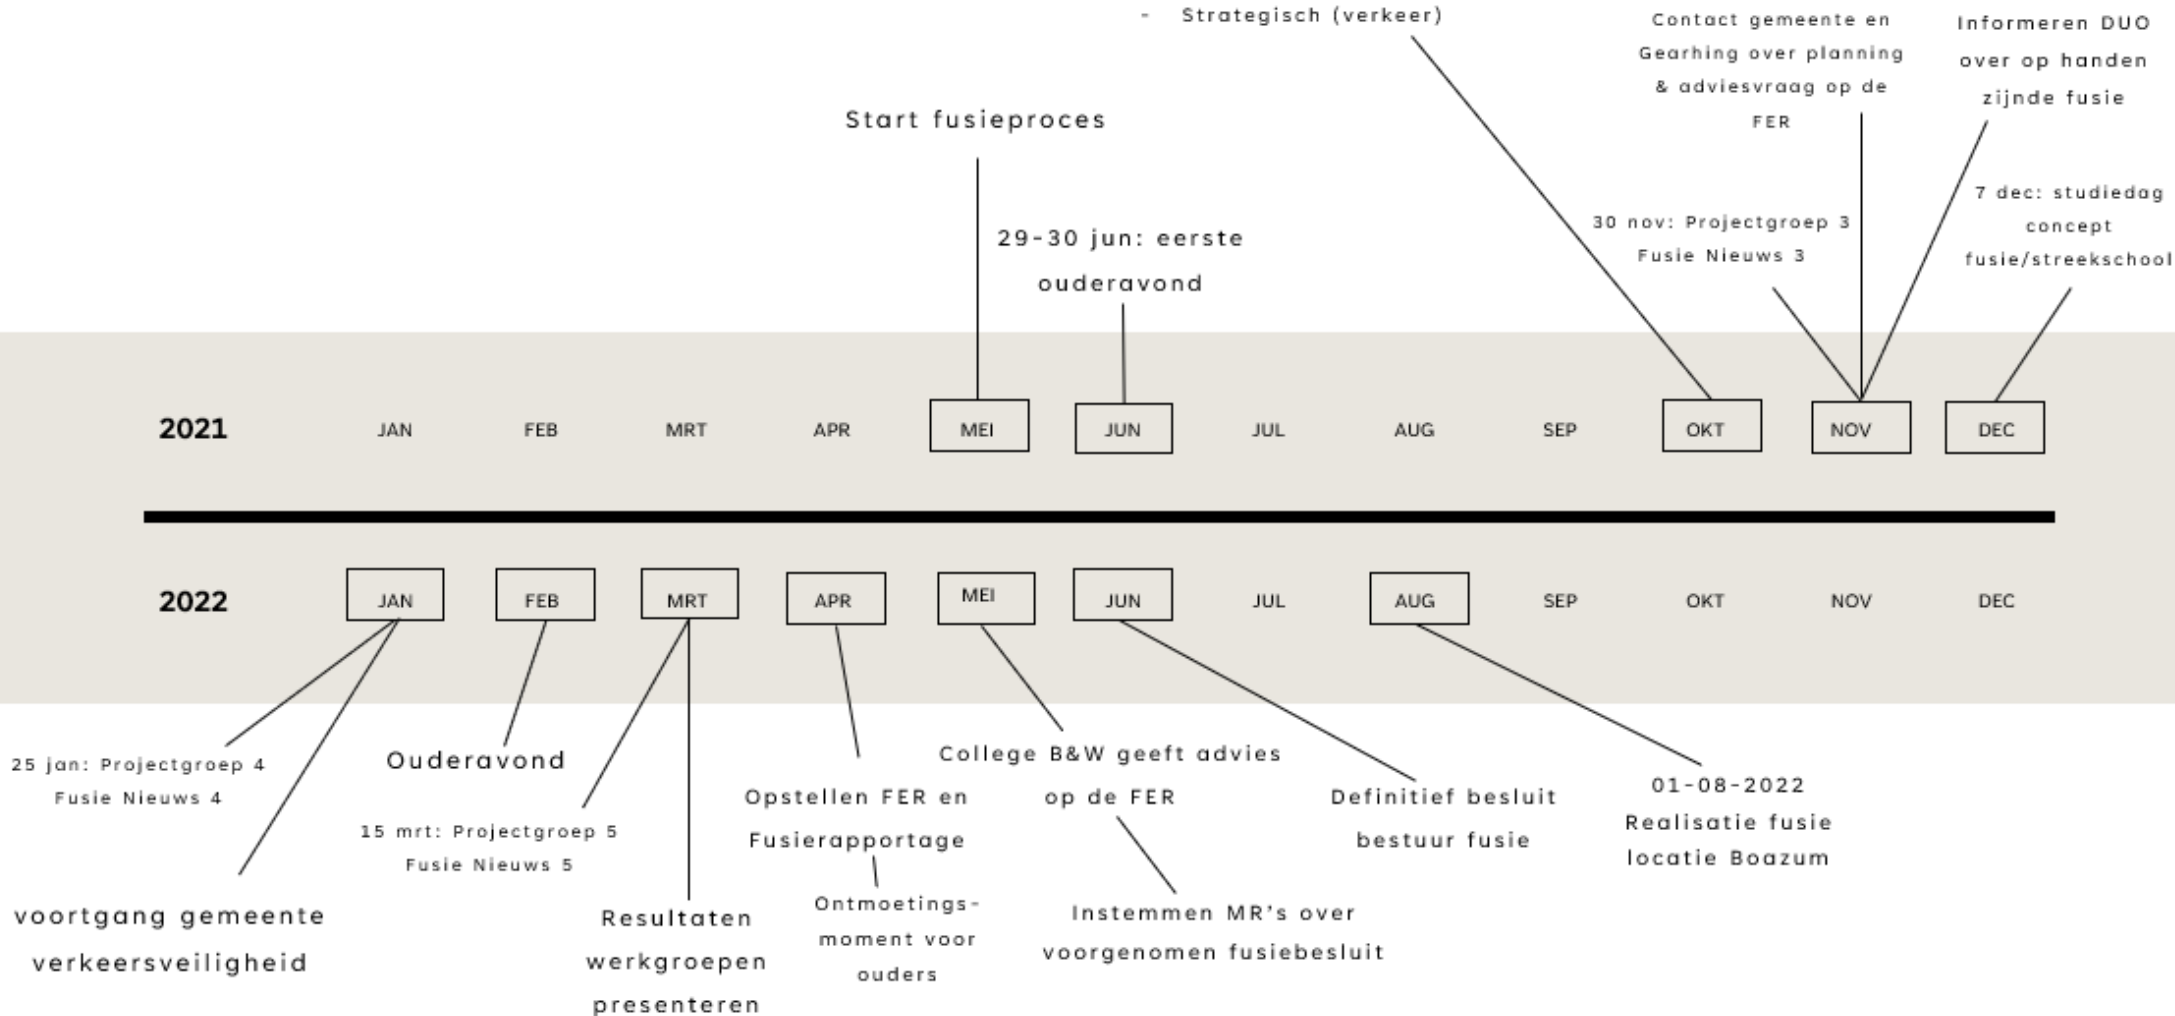 - Strategisch (verkeer)
Contact gemeente en
Gearhing over planning
& adviesvraag op de
FER
Informeren DUO
over op handen
zijnde fusie
Start fusieproces
29-30 jun: eerste
ouderavond
30 nov: Projectgroep 3
Fusie Nieuws 3
7 dec: studiedag
concept
fusie/streekschool
2021 JAN FEB MRT APR MEI JUN JUL AUG SEP OKT NOV DEC
2022 JAN FEB MRT APR MEI JUN JUL AUG SEP OKT NOV DEC
25 jan: Projectgroep 4
Fusie Nieuws 4
voortgang gemeente
verkeersveiligheid
Ouderavond
15 mrt: Projectgroep 5
Fusie Nieuws 5
Resultaten
werkgroepen
presenteren
Opstellen FER en
Fusierapportage
Ontmoetings-
moment voor
ouders
College B&W geeft advies
op de FER
Instemmen MR's over
voorgenomen fusiebesluit
Definitief besluit
bestuur fusie
01-08-2022
Realisatie fusie
locatie Boazum